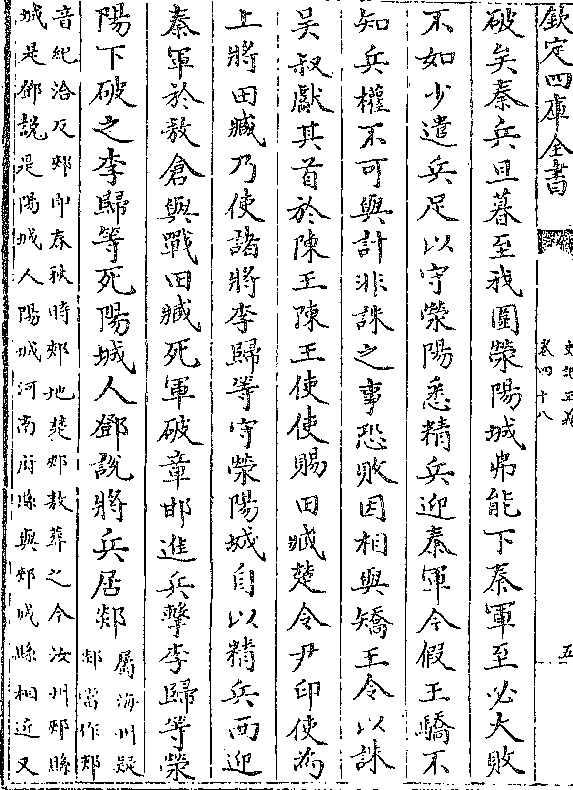 欽定四庫全書
史記正義
卷四十八
五
破矣秦兵旦暮至我圍滎陽城弗能下秦軍至必大敗
不如少遣兵足以守滎陽悉精兵迎秦軍今假王驕不
知兵權不可與計非誅之事恐敗因相與矯王令以誅
吳叔獻其首於陳王陳王使使賜田臧楚令尹印使為
上將田臧乃使諸將李歸等守滎陽城自以精兵西迎
秦軍於敖倉與戰田臧死軍破章邯進兵擊李歸等滎
陽下破之李歸等死陽城人鄧說將兵居郯
屬海州疑
郯當作郟
音紀洽反郟即春秋時郟地楚郟敖葬之今汝州郟縣
城是鄧說是陽城人陽城河南府縣與郟城縣相近又